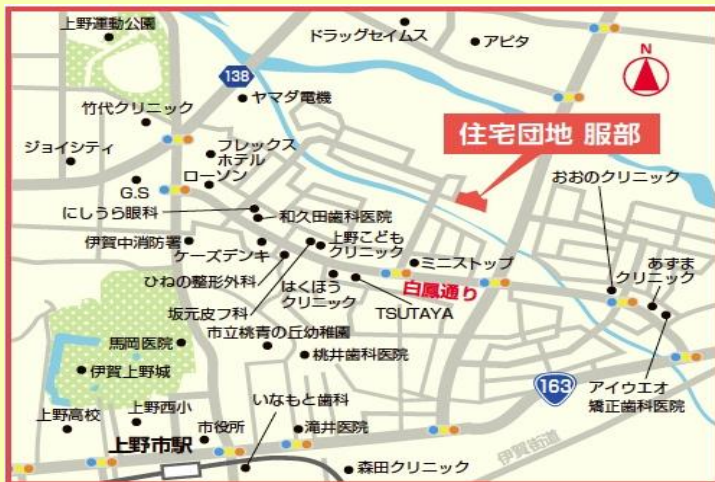 上野運動公園
ドラッグセイムス
アピタ
N
138
ヤマダ電機
竹代クリニック
住宅団地 服部
ジョイシティ
フレックス
ホテル
ローソン
G.S
おおのクリニック
にしうら眼科
和久田歯科医院
上野こども
クリニック
伊賀中消防署
ケーズデンキ
ミニストップ
あずま
クリニック
ひねの整形外科
はくほう
クリニック
白鳳通り
TSUTAYA
坂元皮フ科
市立桃青の丘幼稚園
馬岡医院
桃井歯科医院
伊賀上野城
163
アイウエオ
矯正歯科医院
いなもと歯科
上野高校
上野西小
市役所
滝井医院
伊賀街道
上野市駅
森田クリニック